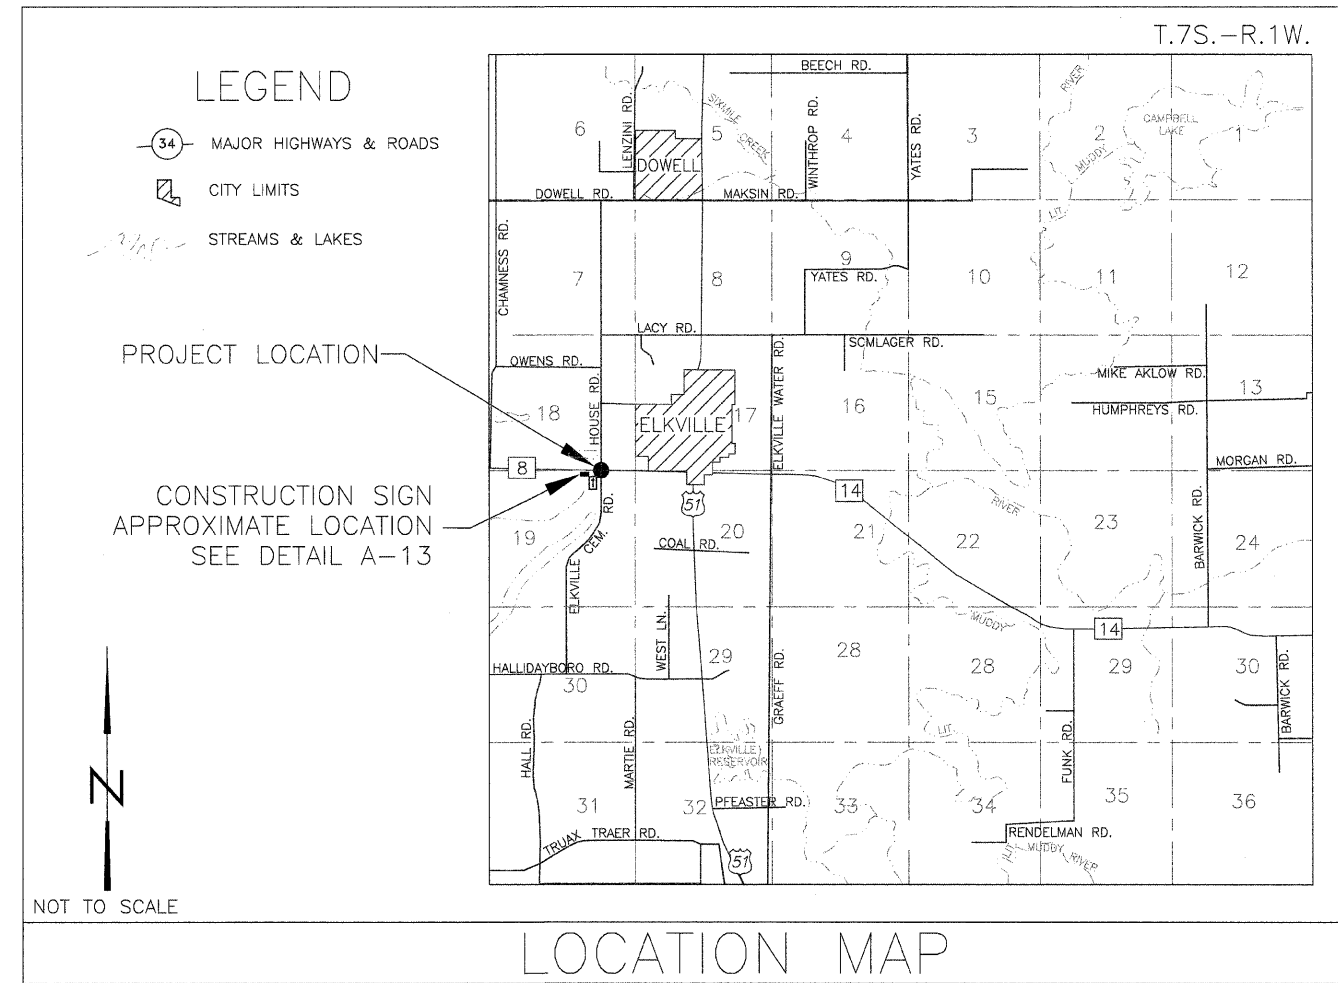 T.7S.-R.1W.
LEGEND
34 MAJOR HIGHWAYS & ROADS
CITY LIMITS
STREAMS & LAKES
PROJECT LOCATION
CONSTRUCTION SIGN
APPROXIMATE LOCATION
SEE DETAIL A-13
N
NOT TO SCALE
BEECH RD.
RIVER
LENZINI RD.
SIXMILE CREEK
WINTHROP RD.
YATES RD.
CAMPBELL
LAKE
6
5
4
3
2
1
MUDDY
DOWELL
DOWELL RD.
MAKSIN RD.
LIT
CHAMNESS RD.
7
8
9
YATES RD.
10
11
12
LACY RD.
SCMLAGER RD.
OWENS RD.
MIKE AKLOW RD.
13
HOUSE RD.
ELKVILLE WATER RD.
18
ELKVILLE
17
16
15
HUMPHREYS RD.
8
MORGAN RD.
14
51
RIVER
BARWICK RD.
19
ELKVILLE CEM. RD.
20
21
22
23
24
COAL RD.
MUDDY
14
WEST LN.
HALLIDAYBORO RD.
30
29
GRAEFF RD.
28
28
29
30
BARWICK RD.
HALL RD.
MARTIE RD.
LIT
FUNK RD.
ELKVILLE
RESERVOIR
31
32
PFEASTER RD.
33
34
35
36
TRUAX TRAER RD.
RENDELMAN RD.
51
LIT
MUDDY RIVER
LOCATION MAP